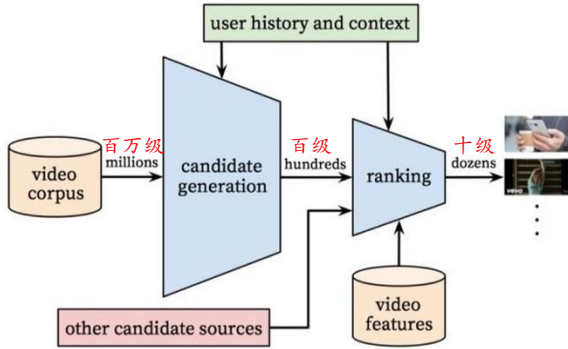 user history and context
百万级
millions
百级
hundreds
十级
dozens
video
corpus
candidate
generation
ranking
vevo
other candidate sources
video
features